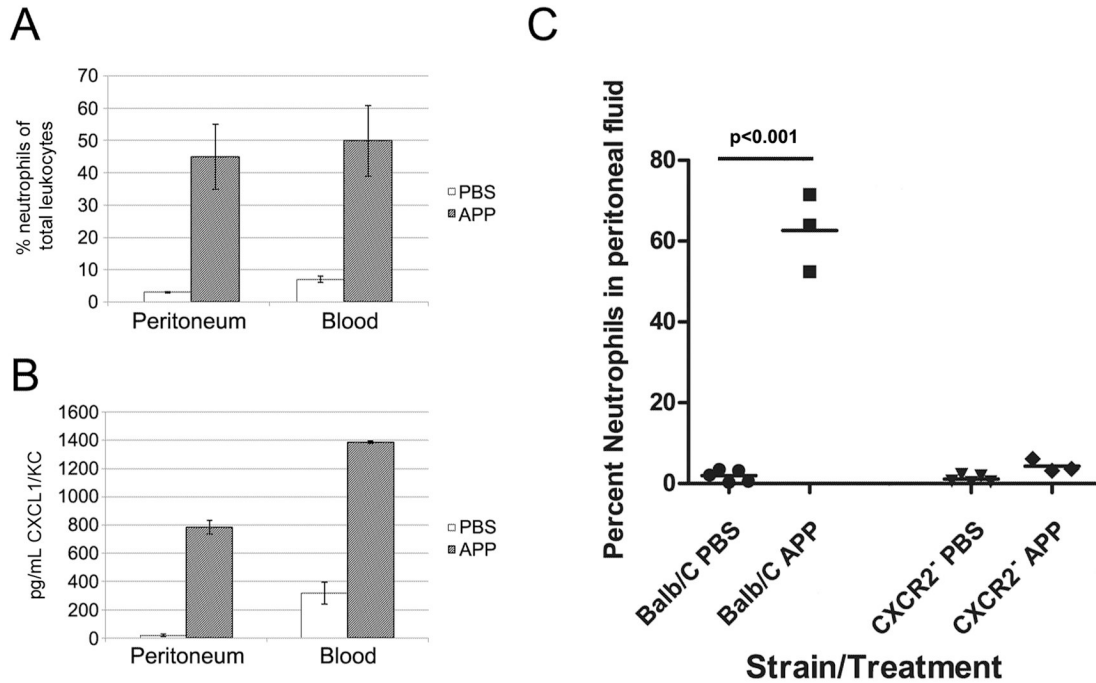 A
% neutrophils of
total leukocytes
70
60
50
40
30
20
10
0
Peritoneum
Blood
PBS
APP
B
pg/mL CXCL1/KC
1600
1400
1200
1000
800
600
400
200
0
Peritoneum
Blood
PBS
APP
C
Percent Neutrophils in peritoneal fluid
80
60
40
20
0
p<0.001
Balb/C PBS
Balb/C APP
CXCR2⁻ PBS
CXCR2⁻ APP
Strain/Treatment